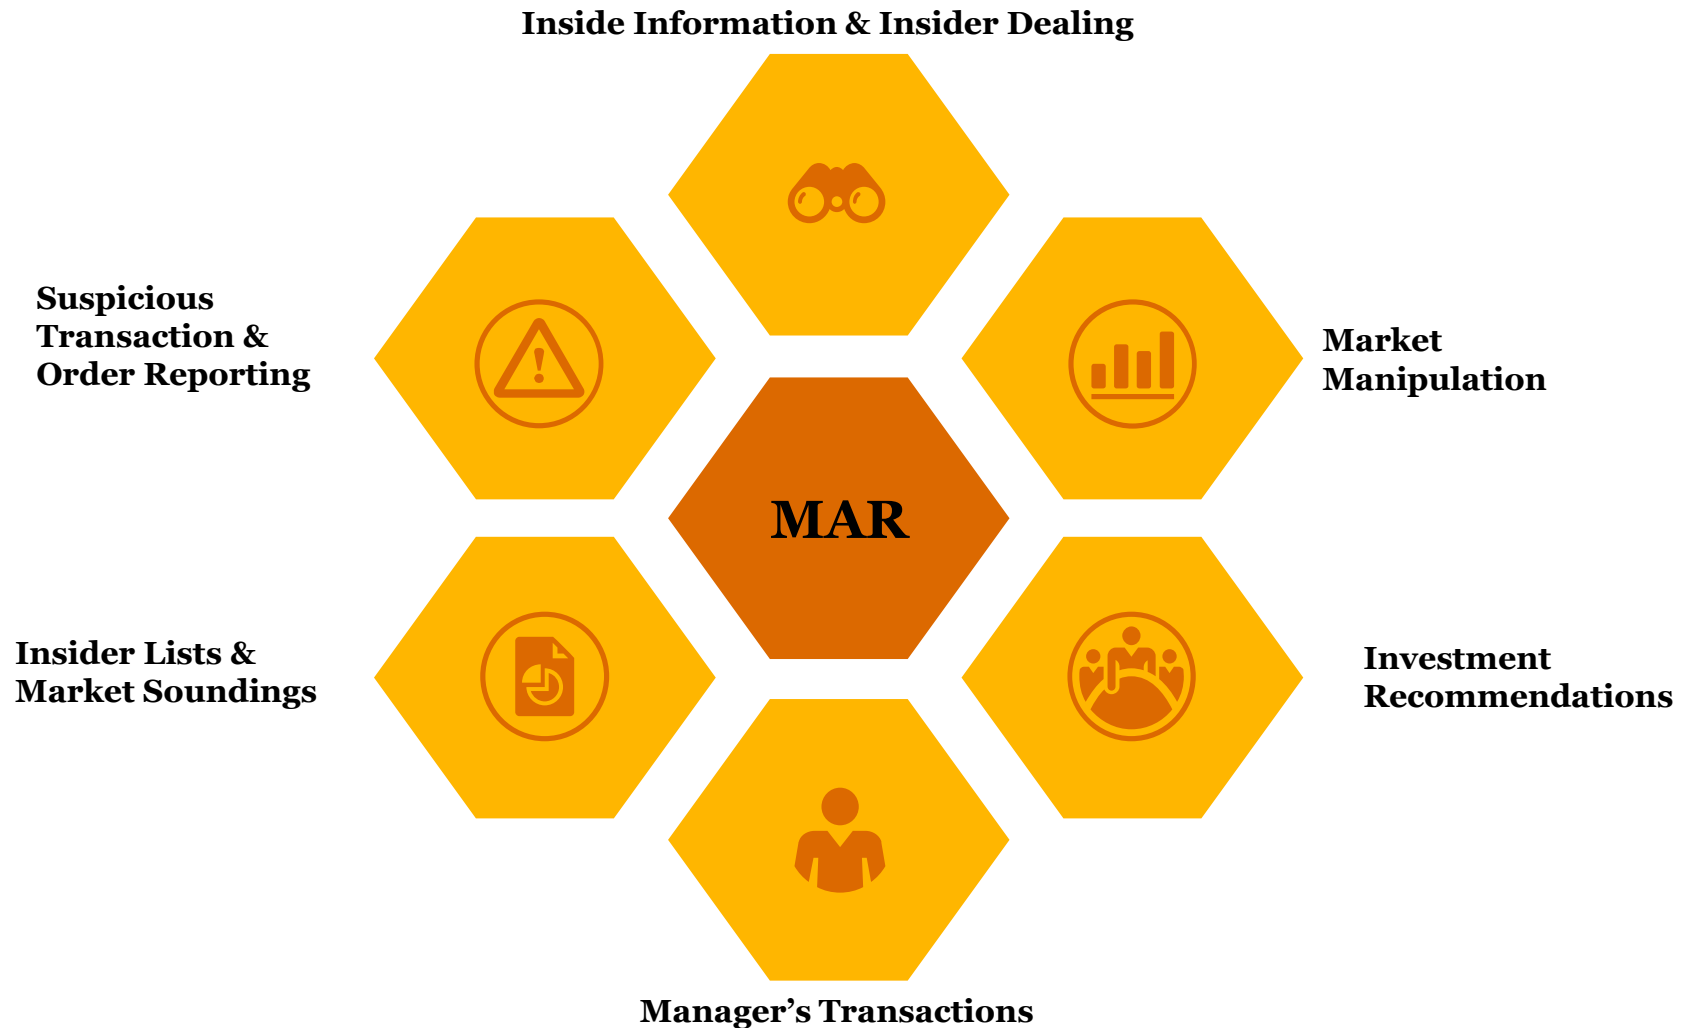 Inside Information & Insider Dealing
Suspicious
Transaction &
Order Reporting
Market
Manipulation
MAR
Insider Lists &
Market Soundings
Investment
Recommendations
Manager’s Transactions